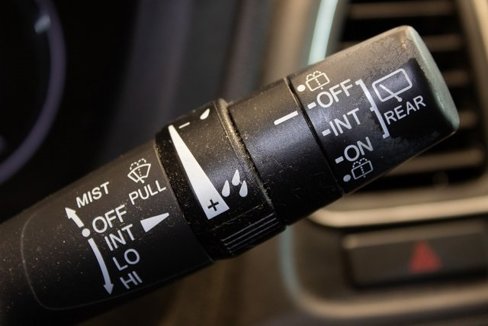 MIST
OFF
INT
LO
HI
PULL
- +
OFF
INT
ON
REAR